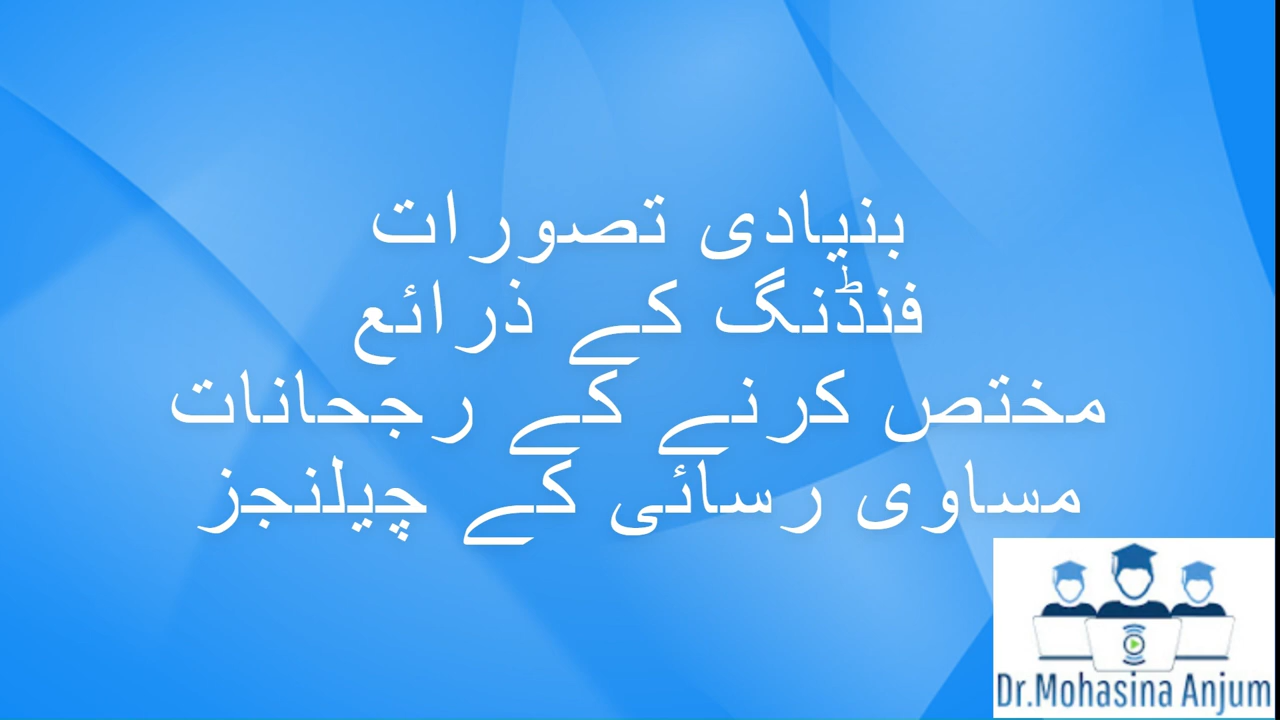 بنیادی تصورات
فنڈنگ کے ذرائع
مختص کرنے کے رجحانات
مساوی رسائی کے چیلنجز
Dr.Mohasina Anjum